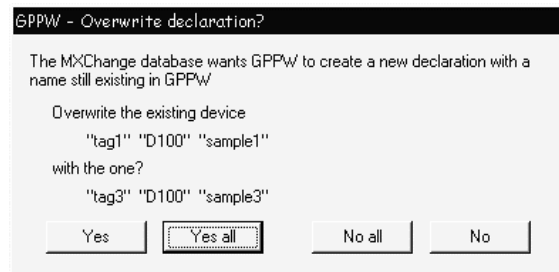 GPPW - Overwrite declaration?
The MXChange database wants GPPW to create a new declaration with a
name still existing in GPPW
Overwrite the existing device
"tag1" "D100" "sample1"
with the one?
"tag3" "D100" "sample3"
Yes Yes all No all No